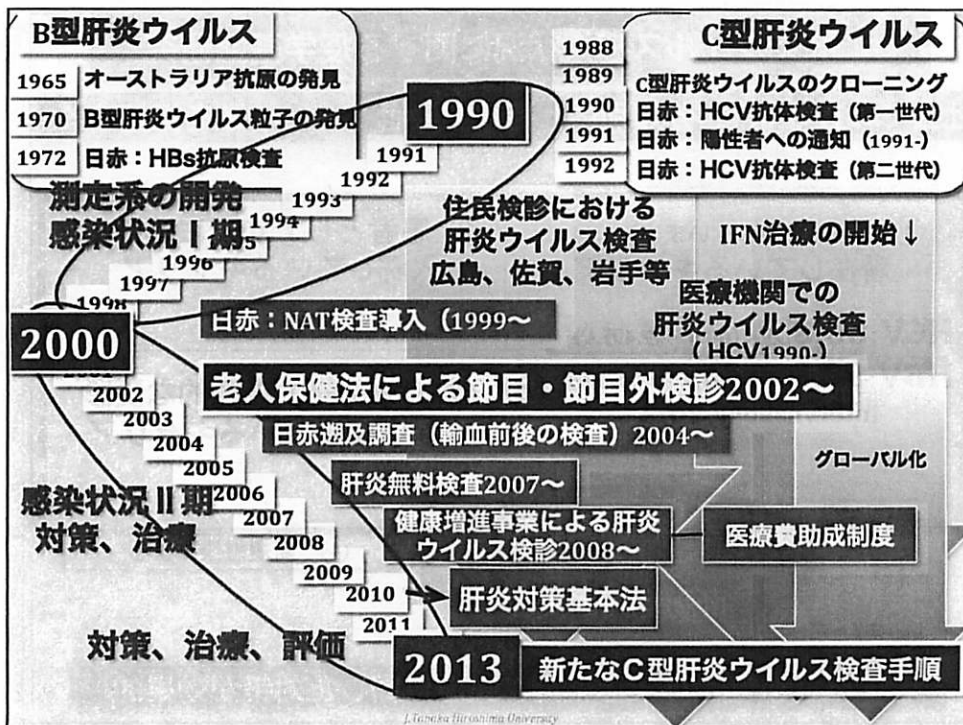 B型肝炎ウイルス
1965 オーストラリア抗原の発見
1970 B型肝炎ウイルス粒子の発見
1972 日赤：HBs抗原検査
C型肝炎ウイルス
1988
1989 C型肝炎ウイルスのクローニング
1990 日赤：HCV抗体検査（第一世代）
1991 日赤：陽性者への通知（1991-）
1992 日赤：HCV抗体検査（第二世代）
1990
1991
1992
1993
1994
1995
1996
1997
1998
測定系の開発
感染状況Ⅰ期
住民検診における
肝炎ウイルス検査
広島、佐賀、岩手等
IFN治療の開始↓
医療機関での
肝炎ウイルス検査
（HCV1990-）
2000
日赤：NAT検査導入（1999～
老人保健法による節目・節目外検診2002～
2001
2002
2003
2004
2005
2006
2007
2008
2009
2010
2011
日赤遡及調査（輸血前後の検査）2004～
グローバル化
肝炎無料検査2007～
感染状況Ⅱ期
対策、治療
健康増進事業による肝炎
ウイルス検診2008～
医療費助成制度
肝炎対策基本法
対策、治療、評価
2013
新たなC型肝炎ウイルス検査手順
J.Tanaka Hiroshima University